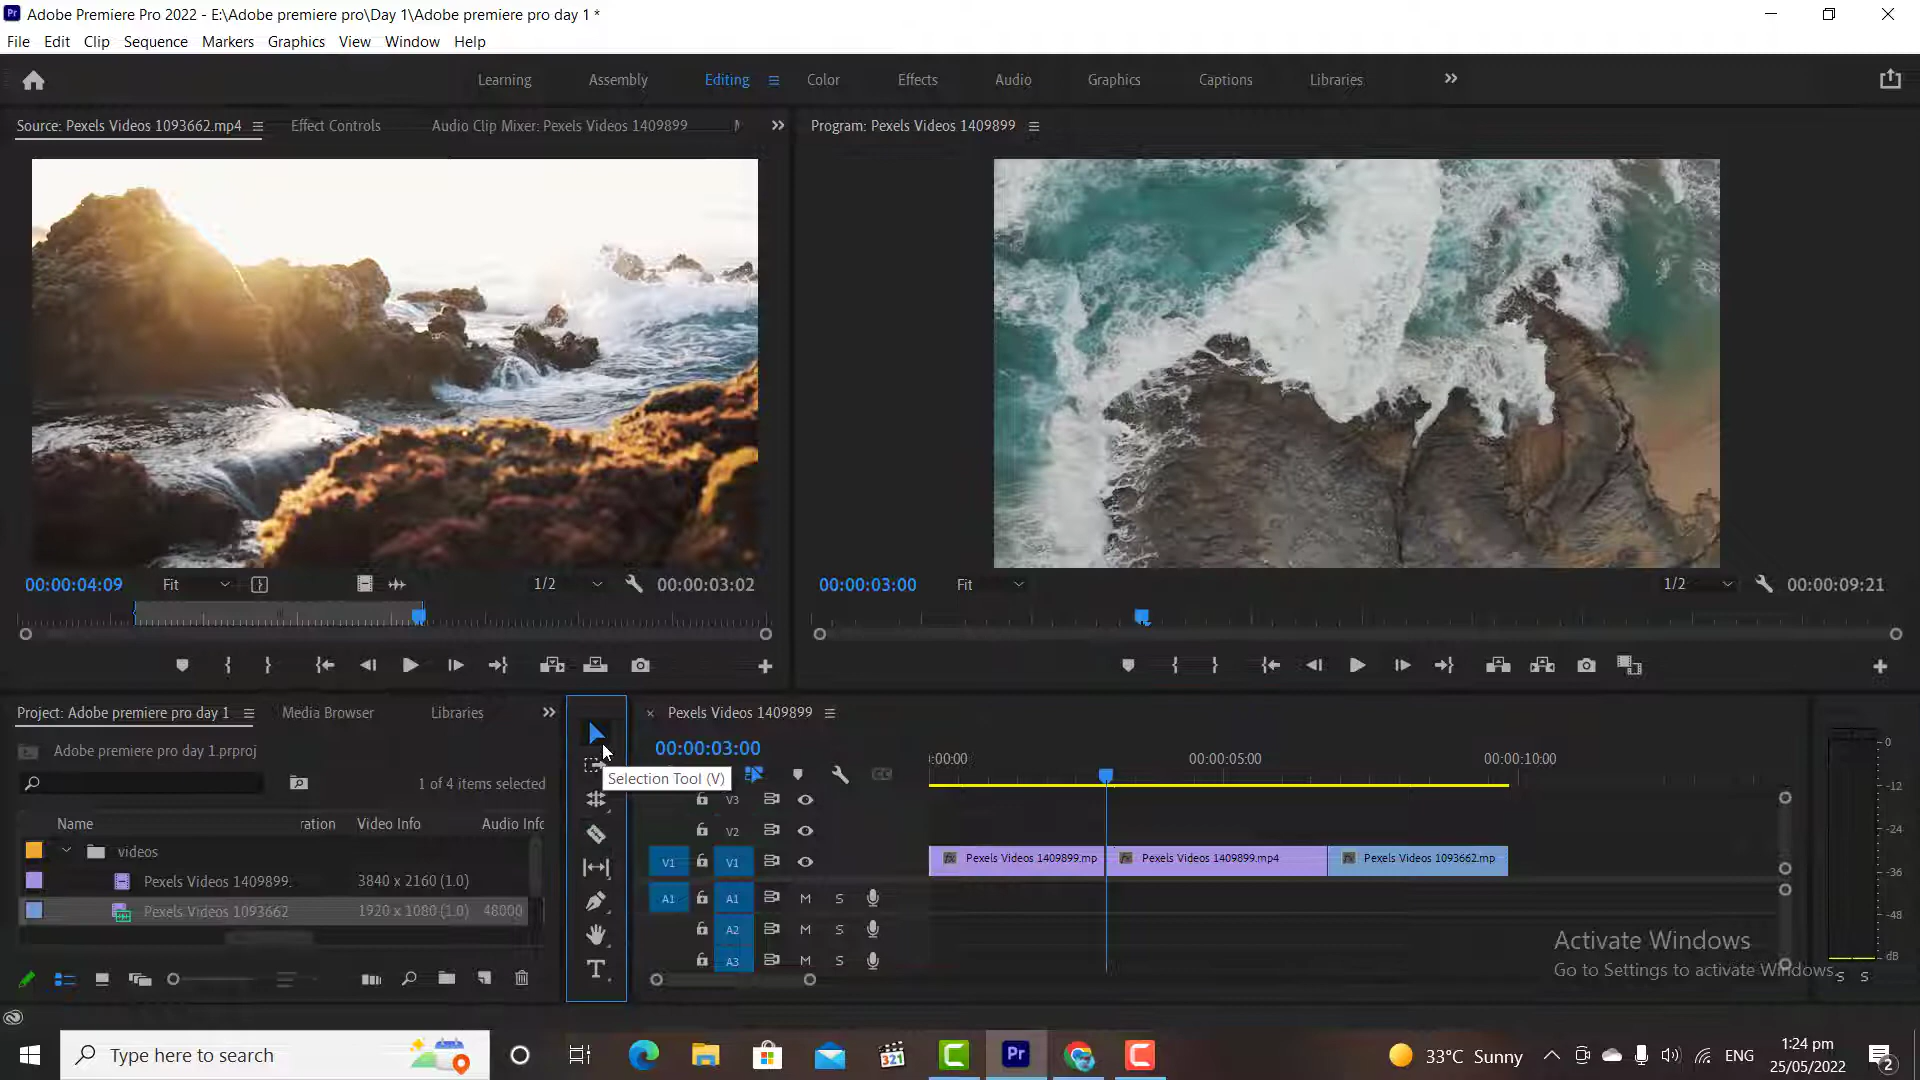 Adobe Premiere Pro 2022 - E:\Adobe premiere pro\Day 1\Adobe premiere pro day 1 *
File Edit Clip Sequence Markers Graphics View Window Help
Learning Assembly Editing Color Effects Audio Graphics Captions Libraries
Source: Pexels Videos 1093662.mp4 Effect Controls Audio Clip Mixer: Pexels Videos 1409899
Program: Pexels Videos 1409899
00:00:04:09 Fit 1/2 00:00:03:02
00:00:03:00 Fit 1/2 00:00:09:21
Project: Adobe premiere pro day 1 Media Browser Libraries
Adobe premiere pro day 1.prproj
1 of 4 items selected
Name ration Video Info Audio Info
videos
Pexels Videos 1409899. 3840 x 2160 (1.0)
Pexels Videos 1093662 1920 x 1080 (1.0) 48000
Selection Tool (V)
× Pexels Videos 1409899
00:00:03:00
:00:00 00:00:05:00 00:00:10:00
V3
V2
V1 V1 Pexels Videos 1409899.mp Pexels Videos 1409899.mp4 Pexels Videos 1093662.mp
A1 A1 M S
A2 M S
A3 M S
0
-12
-24
-36
-48
dB
S S
Activate Windows
Go to Settings to activate Windows.
Type here to search
321
Pr
33°C Sunny
ENG
1:24 pm
25/05/2022
2